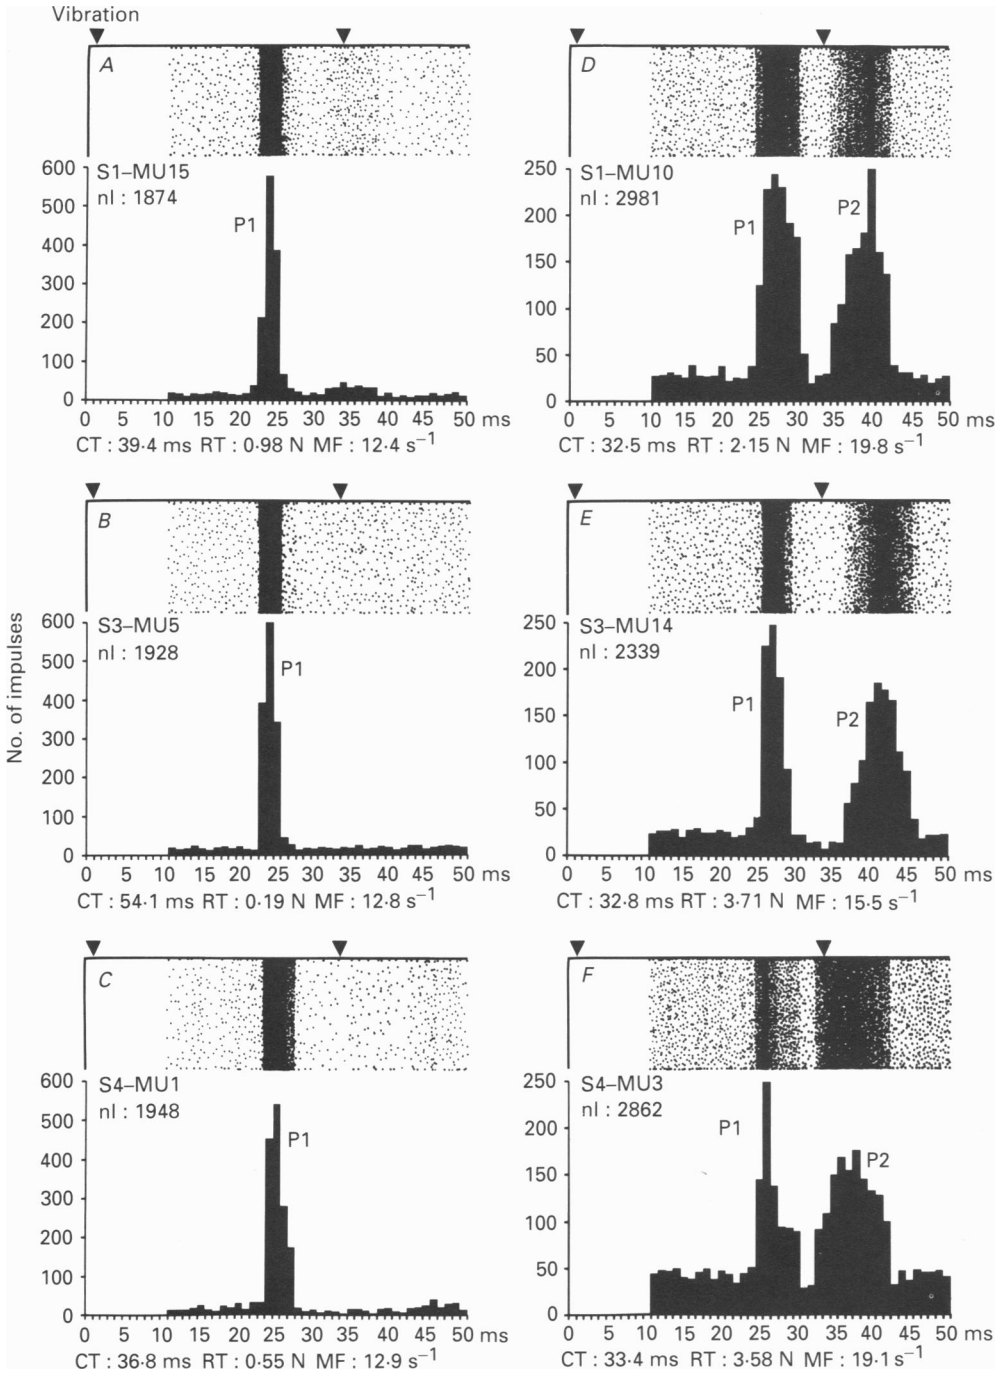 Vibration
A
S1–MU15
nl : 1874
P1
600
500
400
300
200
100
0
0 5 10 15 20 25 30 35 40 45 50 ms
CT : 39·4 ms RT : 0·98 N MF : 12·4 s⁻¹
D
S1–MU10
nl : 2981
P1
P2
250
200
150
100
50
0
0 5 10 15 20 25 30 35 40 45 50 ms
CT : 32·5 ms RT : 2·15 N MF : 19·8 s⁻¹
No. of impulses
B
S3–MU5
nl : 1928
P1
600
500
400
300
200
100
0
0 5 10 15 20 25 30 35 40 45 50 ms
CT : 54·1 ms RT : 0·19 N MF : 12·8 s⁻¹
E
S3–MU14
nl : 2339
P1
P2
250
200
150
100
50
0
0 5 10 15 20 25 30 35 40 45 50 ms
CT : 32·8 ms RT : 3·71 N MF : 15·5 s⁻¹
C
S4–MU1
nl : 1948
P1
600
500
400
300
200
100
0
0 5 10 15 20 25 30 35 40 45 50 ms
CT : 36·8 ms RT : 0·55 N MF : 12·9 s⁻¹
F
S4–MU3
nl : 2862
P1
P2
250
200
150
100
50
0
0 5 10 15 20 25 30 35 40 45 50 ms
CT : 33·4 ms RT : 3·58 N MF : 19·1 s⁻¹